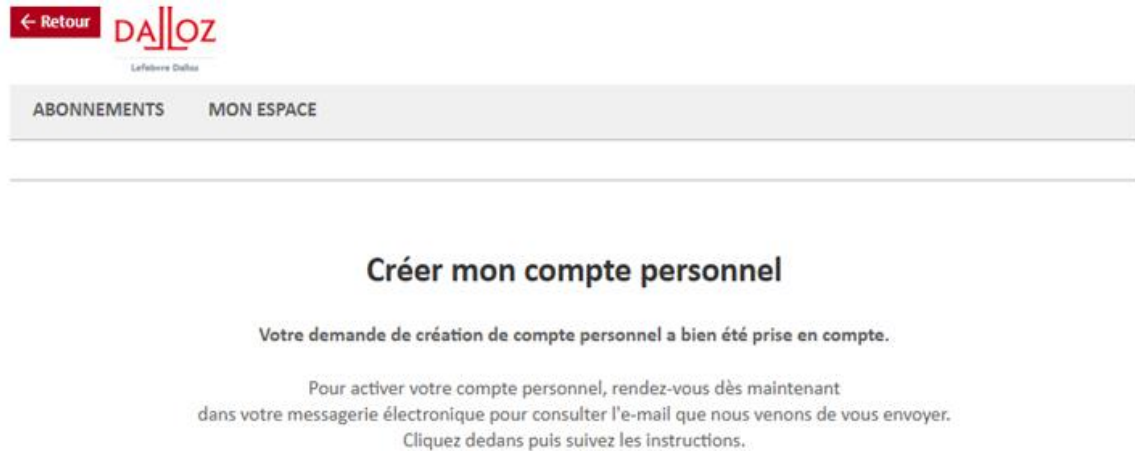 ← Retour
DALLOZ
Lefebvre Dalloz
ABONNEMENTS MON ESPACE
Créer mon compte personnel
Votre demande de création de compte personnel a bien été prise en compte.
Pour activer votre compte personnel, rendez-vous dès maintenant
dans votre messagerie électronique pour consulter l'e-mail que nous venons de vous envoyer.
Cliquez dedans puis suivez les instructions.